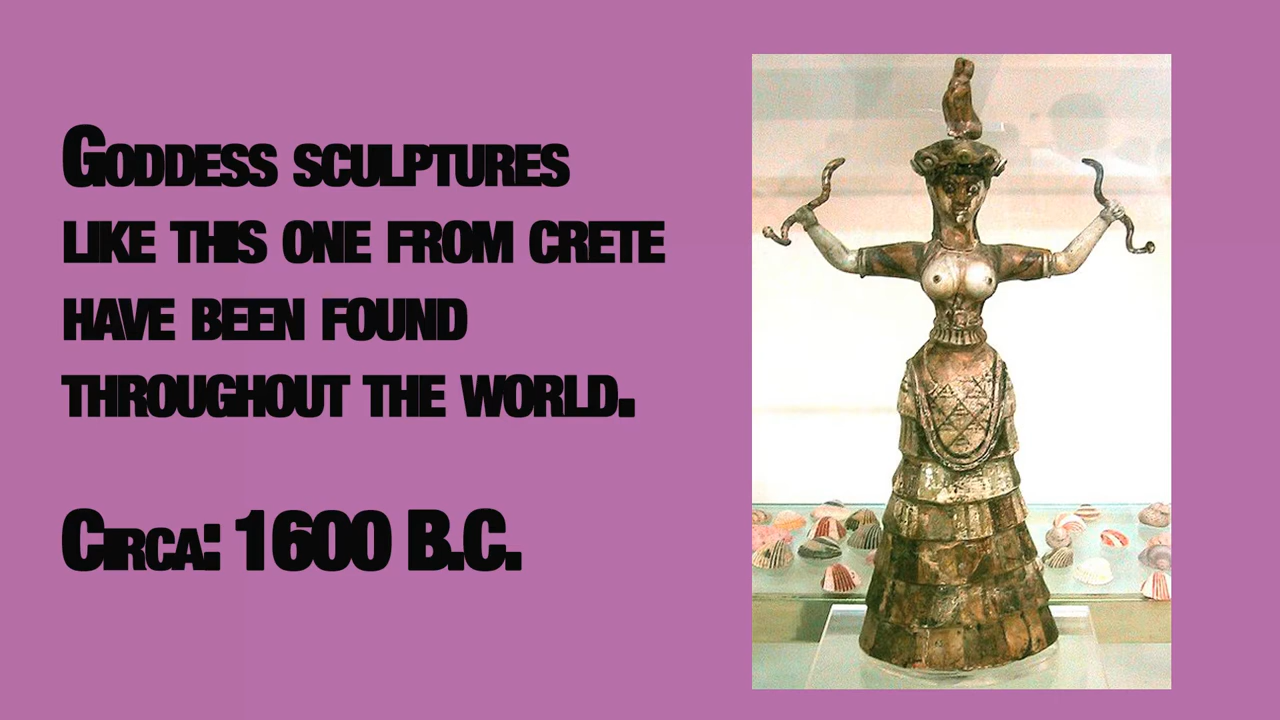 Goddess sculptures
like this one from crete
have been found
throughout the world.
Circa: 1600 B.C.